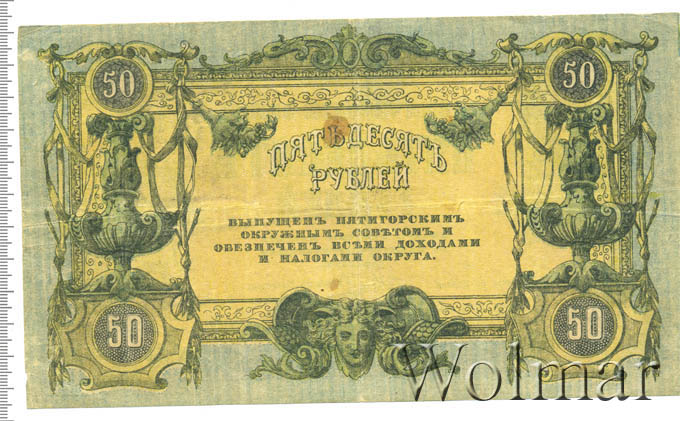 50 50
ПЯТЬДЕСЯТЪ
РУБЛЕЙ
ВЫПУЩЕНЪ ПЯТИГОРСКИМЪ
ОКРУЖНЫМЪ СОВѢТОМЪ И
ОБЕЗПЕЧЕНЪ ВСѢМИ ДОХОДАМИ
И НАЛОГАМИ ОКРУГА.
50 50
Wolmar